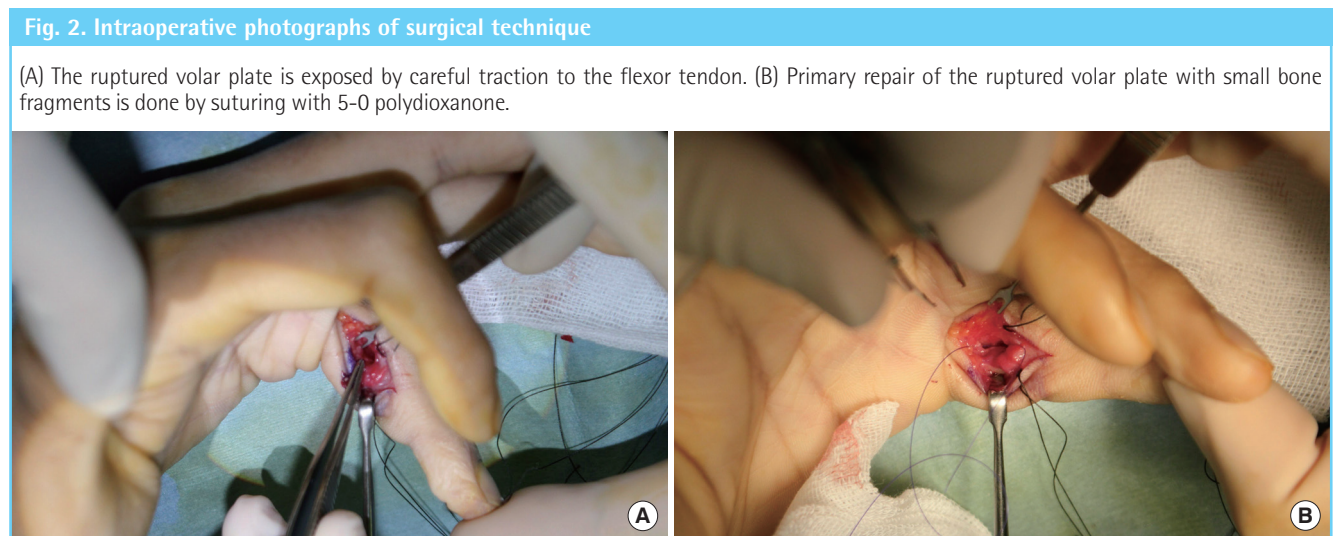 Fig. 2. Intraoperative photographs of surgical technique
(A) The ruptured volar plate is exposed by careful traction to the flexor tendon. (B) Primary repair of the ruptured volar plate with small bone
fragments is done by suturing with 5-0 polydioxanone.
A
B